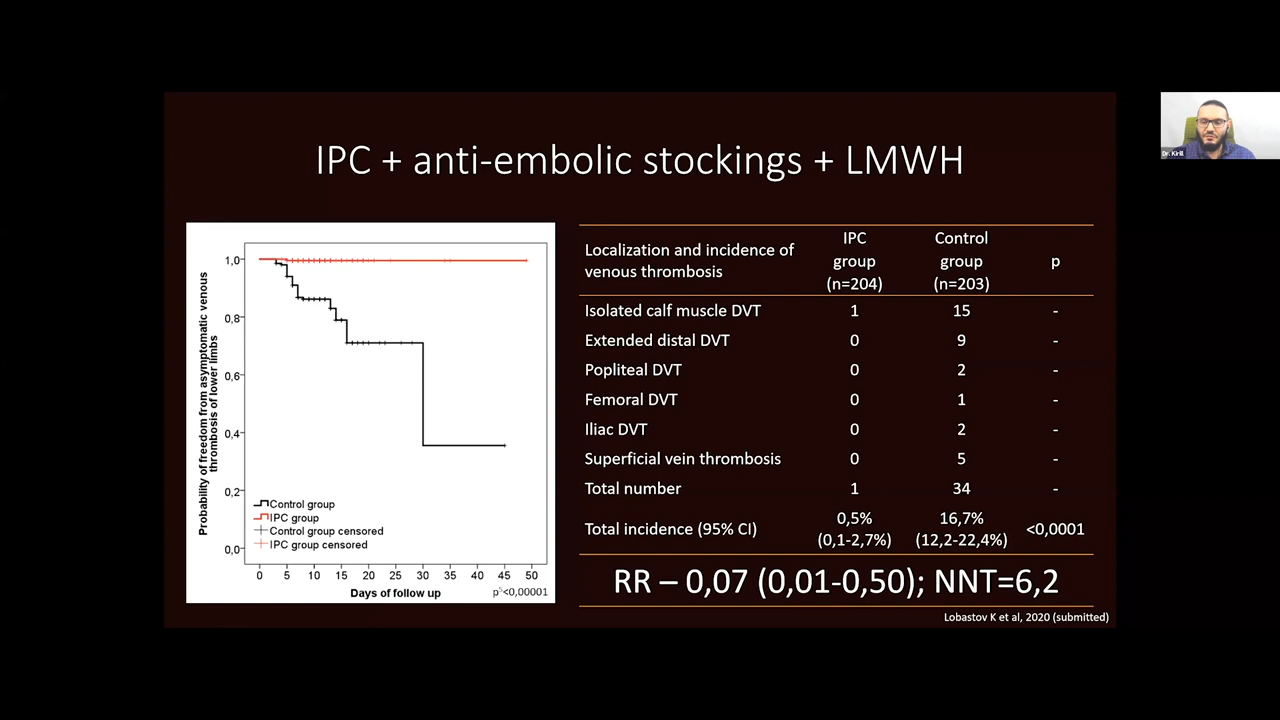 IPC + anti-embolic stockings + LMWH
Dr. Kirill
Probability of freedom from asymptomatic venous
thrombosis of lower limbs
1,0
0,8
0,6
0,4
0,2
0,0
Control group
IPC group
Control group censored
IPC group censored
0 5 10 15 20 25 30 35 40 45 50
Days of follow up
p<0,00001
Localization and incidence of venous thrombosis IPC group (n=204) Control group (n=203) p
Isolated calf muscle DVT 1 15 -
Extended distal DVT 0 9 -
Popliteal DVT 0 2 -
Femoral DVT 0 1 -
Iliac DVT 0 2 -
Superficial vein thrombosis 0 5 -
Total number 1 34 -
Total incidence (95% CI) 0,5% (0,1-2,7%) 16,7% (12,2-22,4%) <0,0001
RR – 0,07 (0,01-0,50); NNT=6,2
Lobastov K et al, 2020 (submitted)